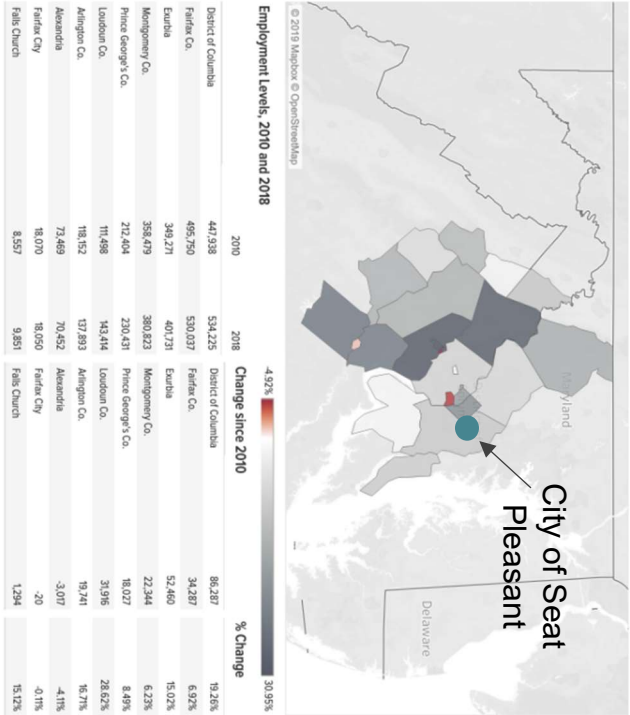 City of Seat
Pleasant
Maryland
Delaware
© 2019 Mapbox © OpenStreetMap
-4.92%
30.95%
Employment Levels, 2010 and 2018
2010 2018
District of Columbia 447,938 534,225
Fairfax Co. 495,750 530,037
Exurbia 349,271 401,731
Montgomery Co. 358,479 380,823
Prince George's Co. 212,404 230,431
Loudoun Co. 111,498 143,414
Arlington Co. 118,152 137,893
Alexandria 73,469 70,452
Fairfax City 18,070 18,050
Falls Church 8,557 9,851
Change since 2010 % Change
District of Columbia 86,287 19.26%
Fairfax Co. 34,287 6.92%
Exurbia 52,460 15.02%
Montgomery Co. 22,344 6.23%
Prince George's Co. 18,027 8.49%
Loudoun Co. 31,916 28.62%
Arlington Co. 19,741 16.71%
Alexandria -3,017 -4.11%
Fairfax City -20 -0.11%
Falls Church 1,294 15.12%